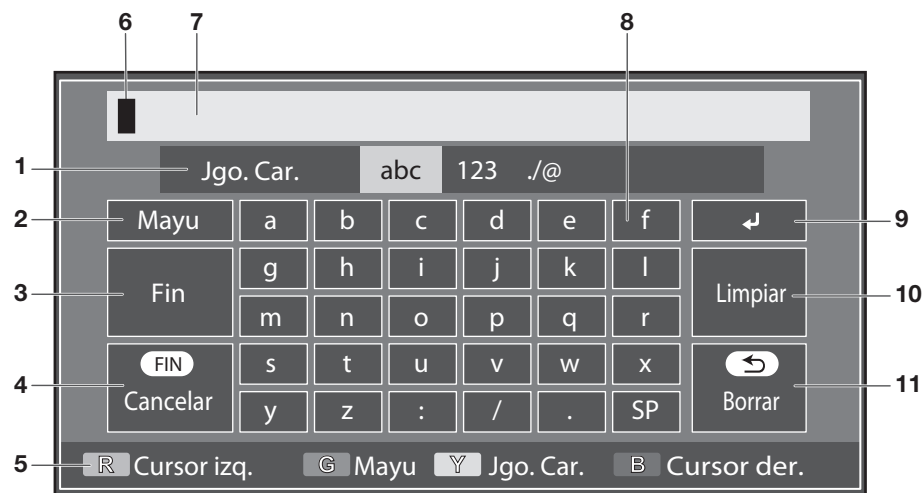 6 7 8
1 Jgo. Car. abc 123 ./@
2 Mayu a b c d e f ↲ 9
g h i j k l
3 Fin Limpiar 10
m n o p q r
FIN s t u v w x
4 Cancelar Borrar 11
y z : / . SP
5 R Cursor izq. G Mayu Y Jgo. Car. B Cursor der.